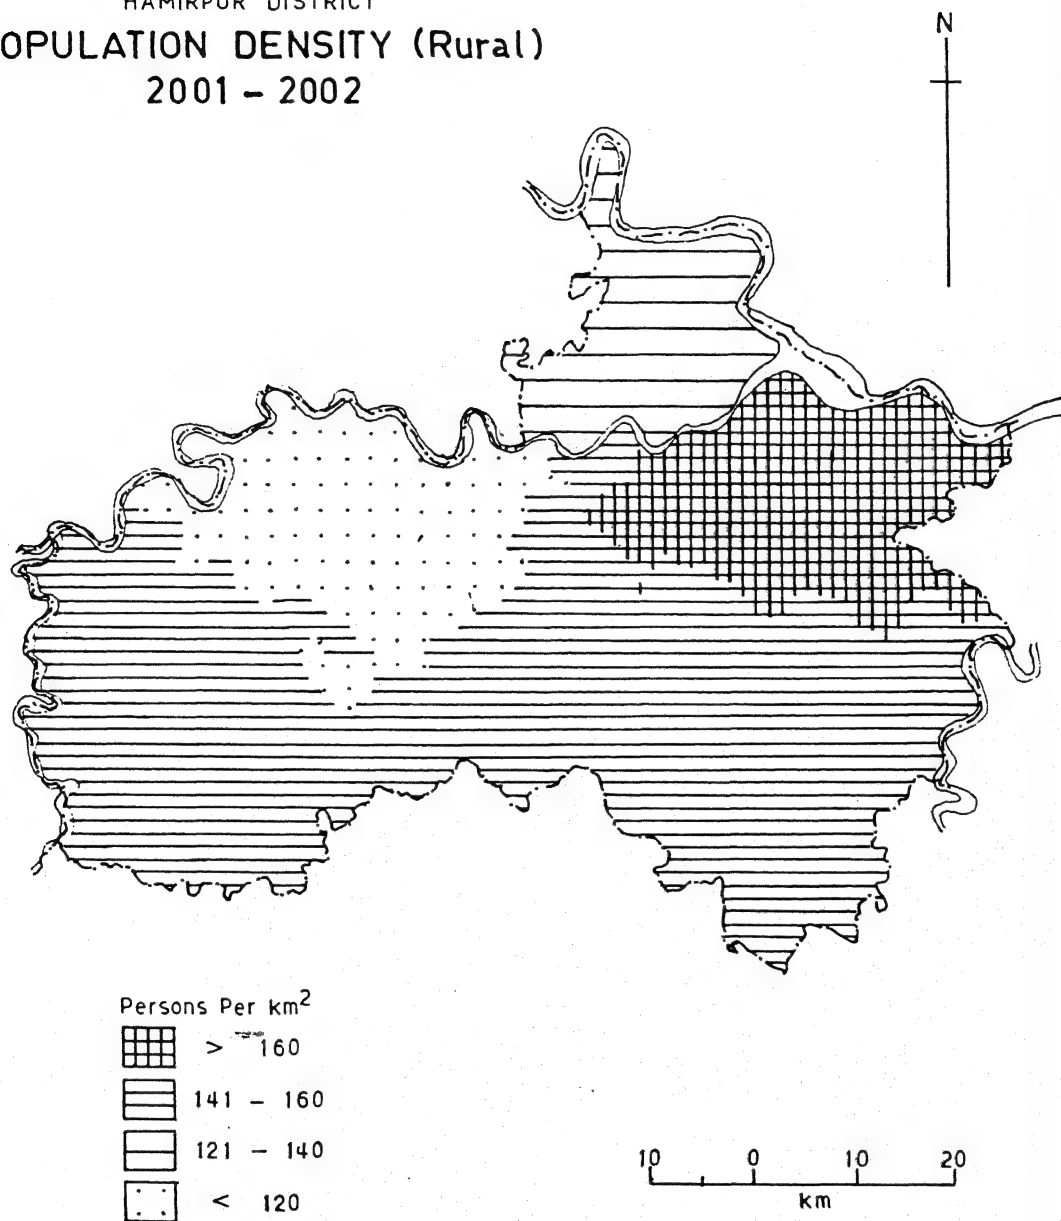 HAMIRPUR DISTRICT
OPULATION DENSITY (Rural)
2001 – 2002
N
Persons Per km²
> 160
141 – 160
121 – 140
< 120
10 0 10 20
km